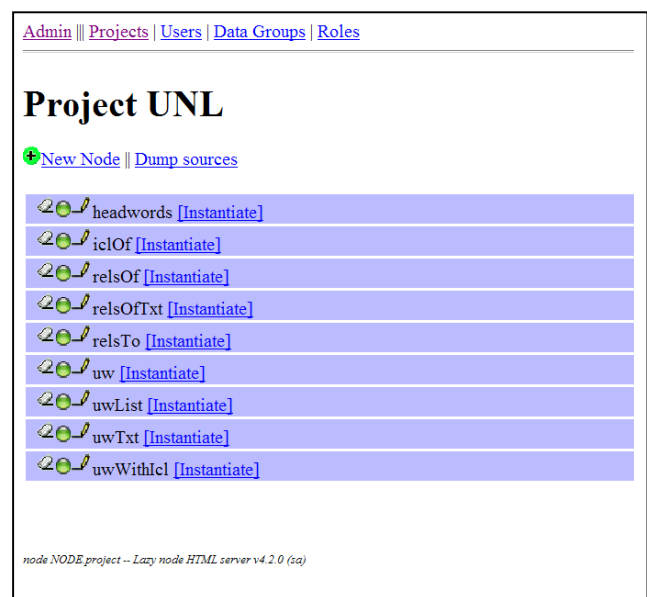 Admin ||| Projects | Users | Data Groups | Roles
Project UNL
New Node || Dump sources
headwords [Instantiate]
iclOf [Instantiate]
relsOf [Instantiate]
relsOfTxt [Instantiate]
relsTo [Instantiate]
uw [Instantiate]
uwList [Instantiate]
uwTxt [Instantiate]
uwWithIcl [Instantiate]
node NODE.project -- Lazy node HTML server v4.2.0 (sa)